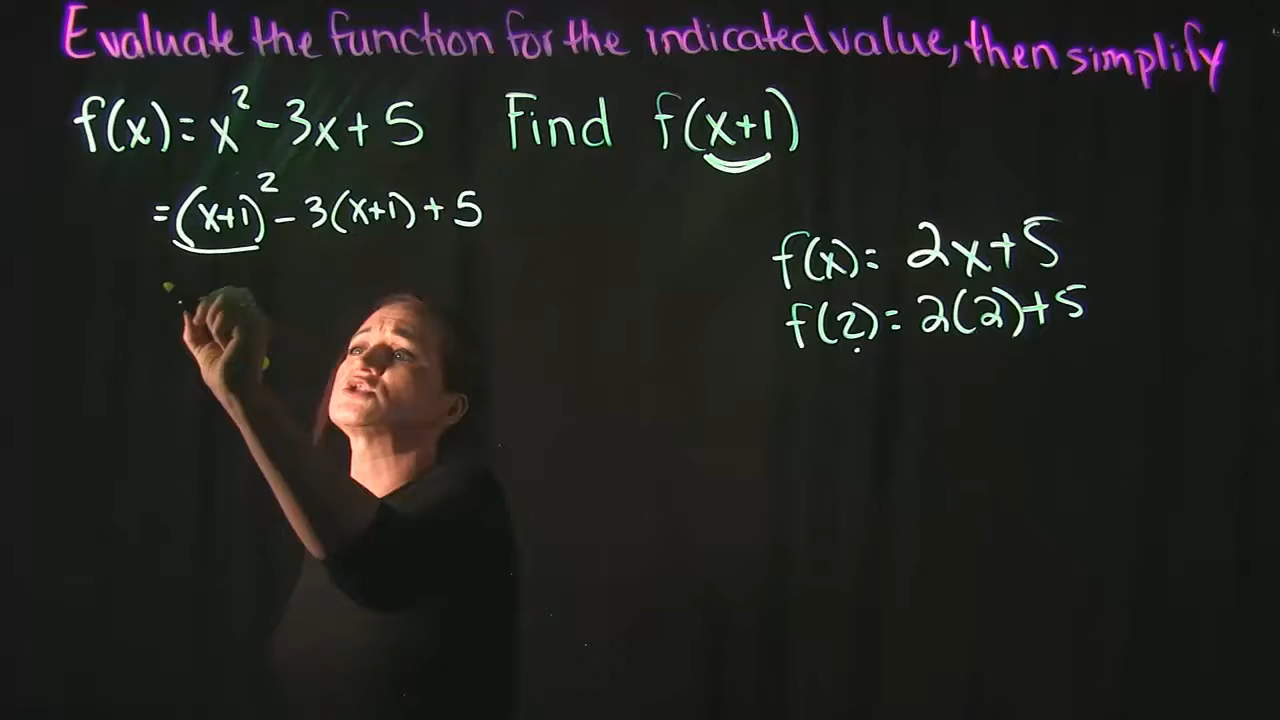 Evaluate the function for the indicated value, then simplify
f(x) = x² - 3x + 5 Find f(x+1)
= (x+1)² - 3(x+1) + 5
f(x) = 2x + 5
f(2) = 2(2) + 5